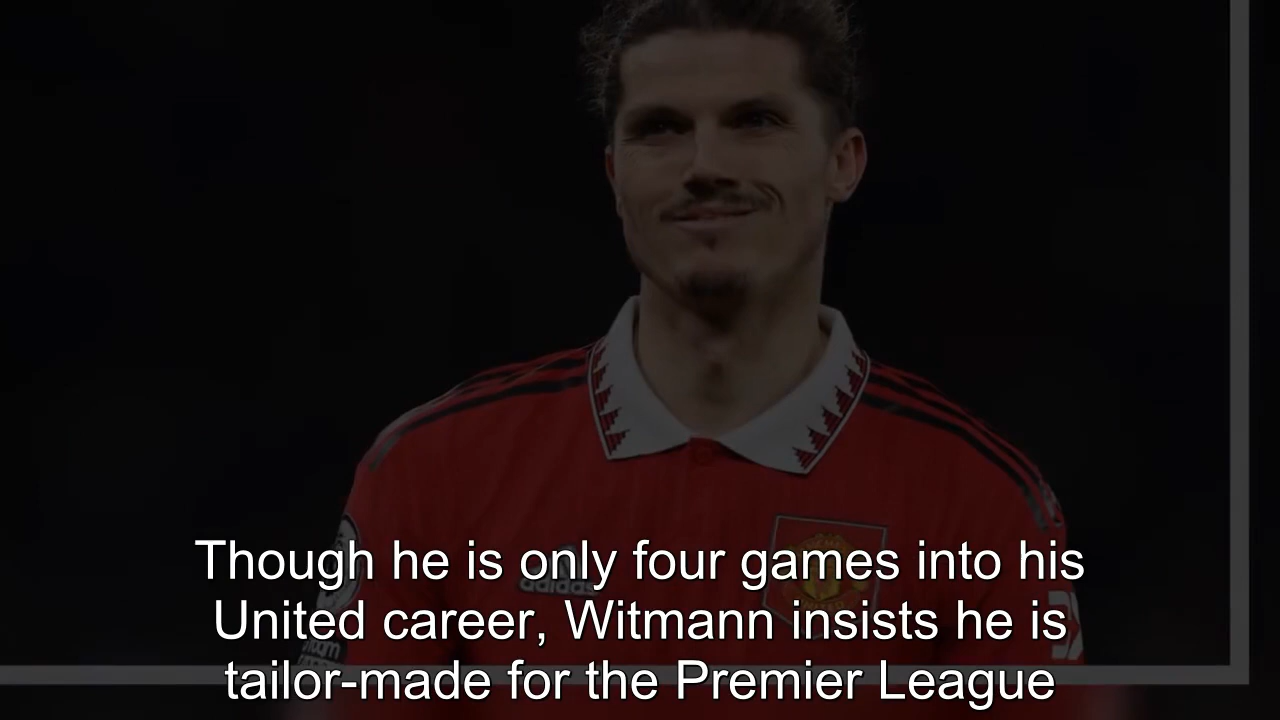 Though he is only four games into his
United career, Witmann insists he is
tailor-made for the Premier League
adidas